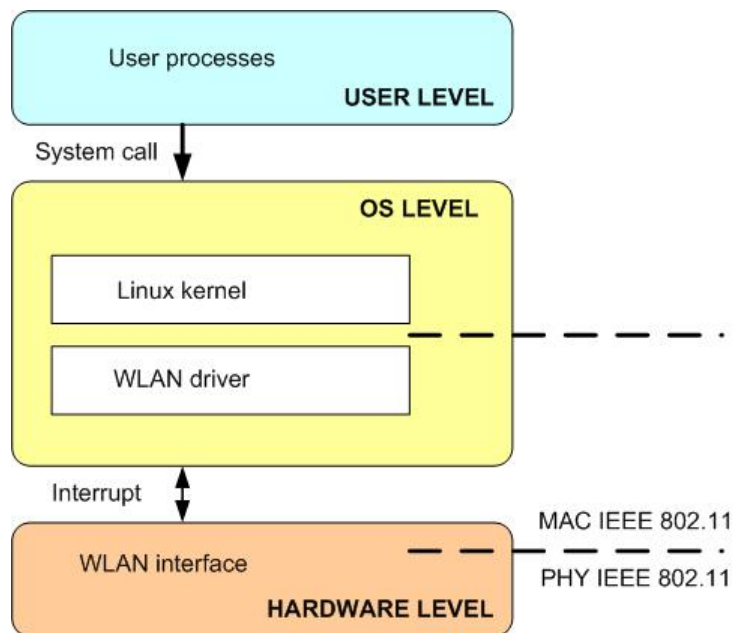 User processes
USER LEVEL
System call
OS LEVEL
Linux kernel
WLAN driver
Interrupt
MAC IEEE 802.11
WLAN interface
PHY IEEE 802.11
HARDWARE LEVEL